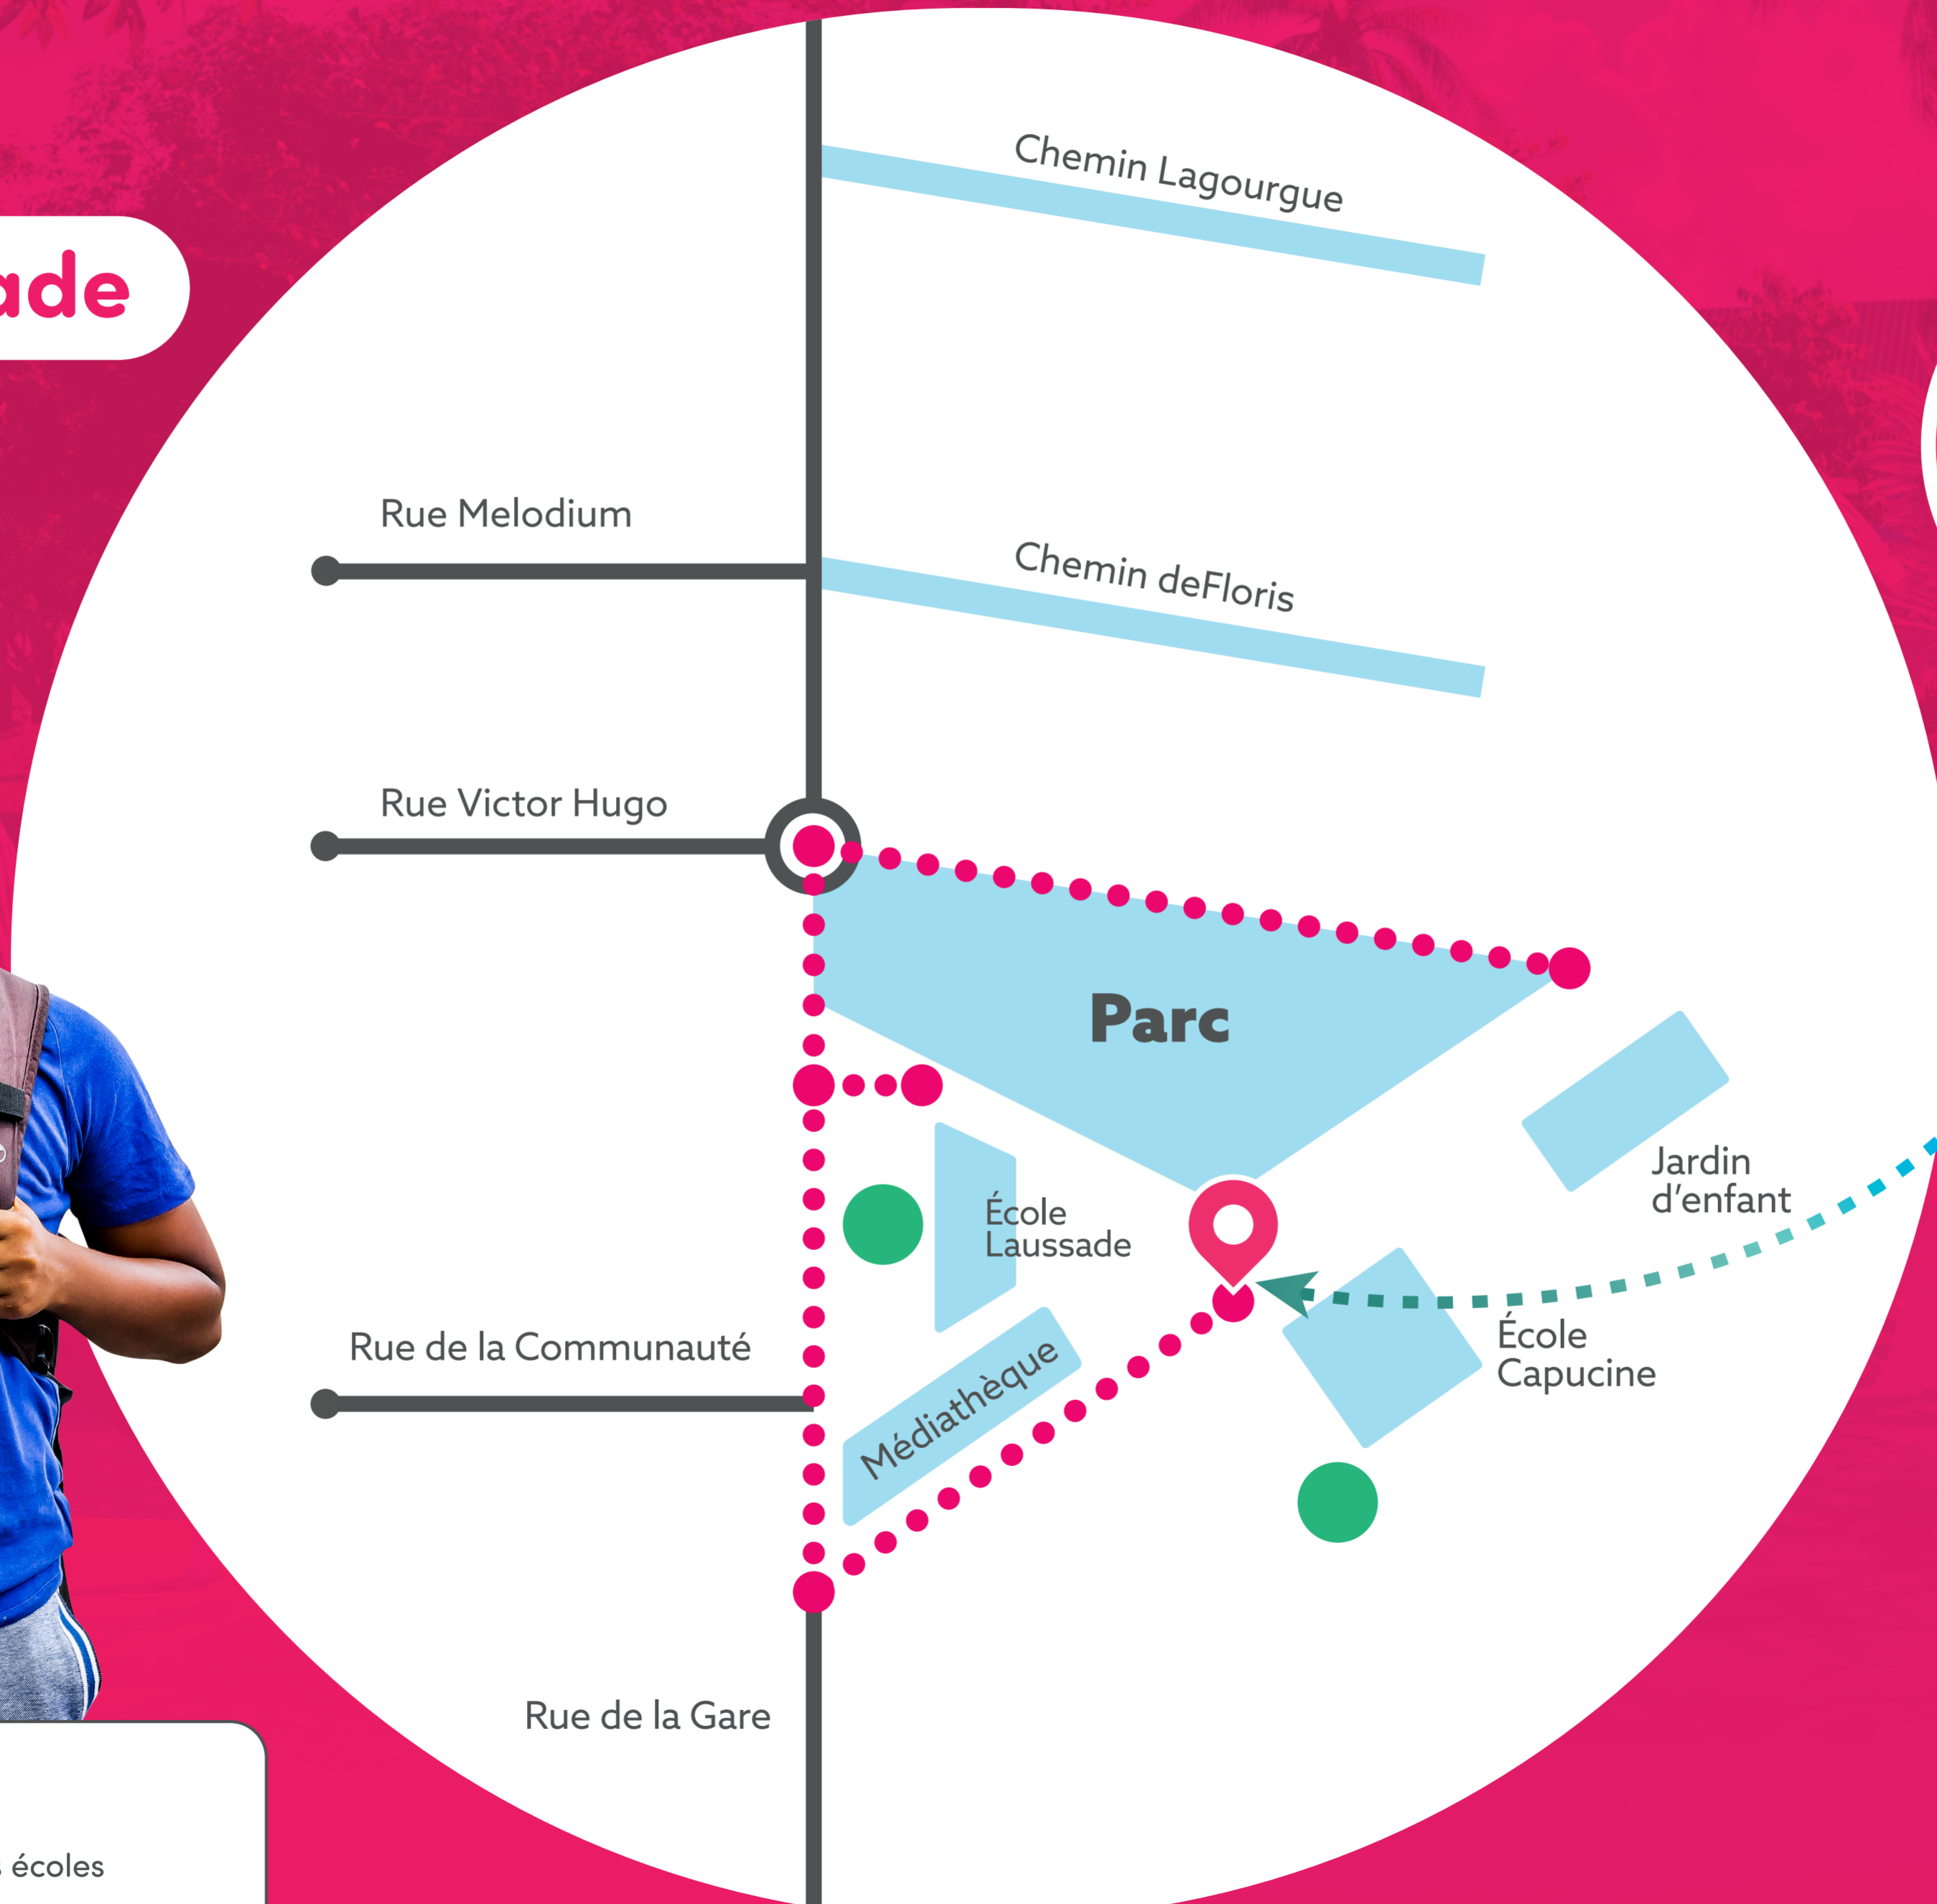 Chemin Lagourgue
ade
Rue Melodium
Chemin deFloris
Rue Victor Hugo
Parc
Jardin
d'enfant
École
Laussade
École
Capucine
Rue de la Communauté
Médiathèque
Rue de la Gare
écoles